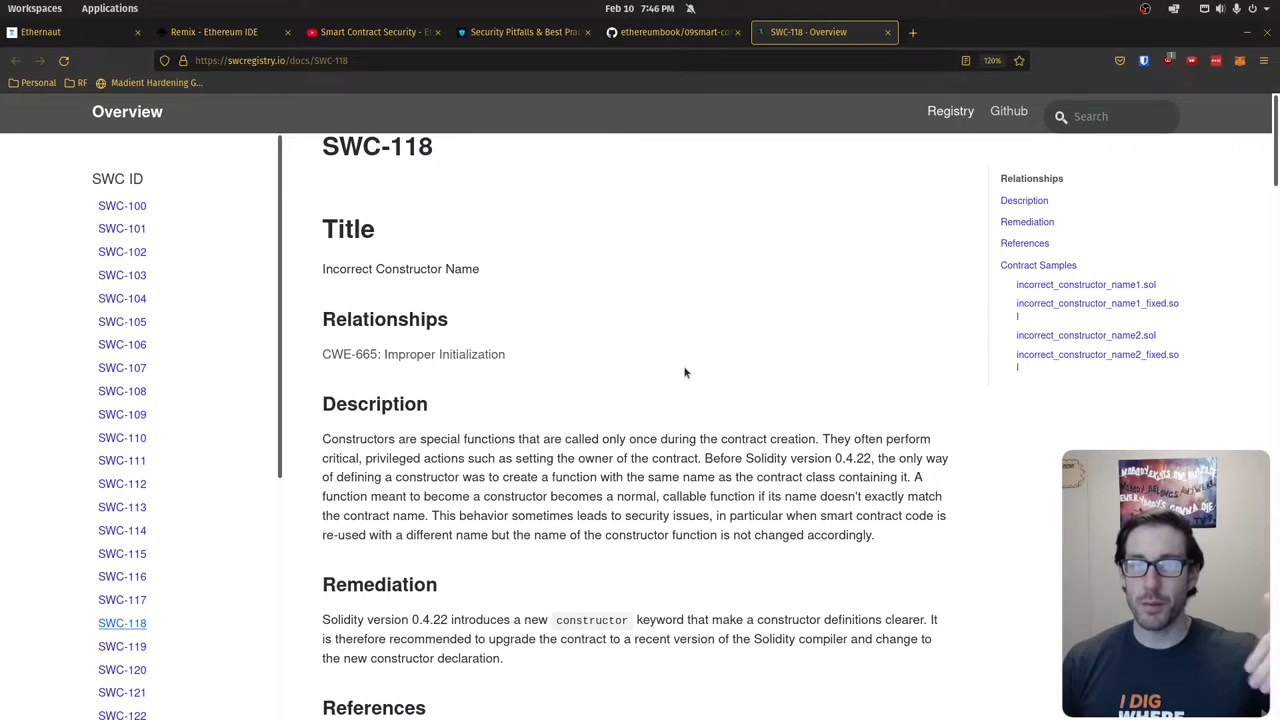 Workspaces
Applications
Feb 10 7:46 PM
Ethernaut
Remix - Ethereum IDE
Smart Contract Security - Et
Security Pitfalls & Best Prac
ethereumbook/09smart-co
SWC-118 · Overview
https://swcregistry.io/docs/SWC-118
120%
Personal
RF
Madient Hardening G...
Overview
Registry
Github
Search
SWC ID
SWC-100
SWC-101
SWC-102
SWC-103
SWC-104
SWC-105
SWC-106
SWC-107
SWC-108
SWC-109
SWC-110
SWC-111
SWC-112
SWC-113
SWC-114
SWC-115
SWC-116
SWC-117
SWC-118
SWC-119
SWC-120
SWC-121
SWC-122
SWC-118
Title
Incorrect Constructor Name
Relationships
CWE-665: Improper Initialization
Description
Constructors are special functions that are called only once during the contract creation. They often perform
critical, privileged actions such as setting the owner of the contract. Before Solidity version 0.4.22, the only way
of defining a constructor was to create a function with the same name as the contract class containing it. A
function meant to become a constructor becomes a normal, callable function if its name doesn't exactly match
the contract name. This behavior sometimes leads to security issues, in particular when smart contract code is
re-used with a different name but the name of the constructor function is not changed accordingly.
Remediation
Solidity version 0.4.22 introduces a new constructor keyword that make a constructor definitions clearer. It
is therefore recommended to upgrade the contract to a recent version of the Solidity compiler and change to
the new constructor declaration.
References
Relationships
Description
Remediation
References
Contract Samples
incorrect_constructor_name1.sol
incorrect_constructor_name1_fixed.so
l
incorrect_constructor_name2.sol
incorrect_constructor_name2_fixed.so
l
NOBODY EXISTS ON PURPOSE
NOBODY BELONGS ANYWHERE
EVERYBODY'S GONNA DIE
I DIG
WHERE